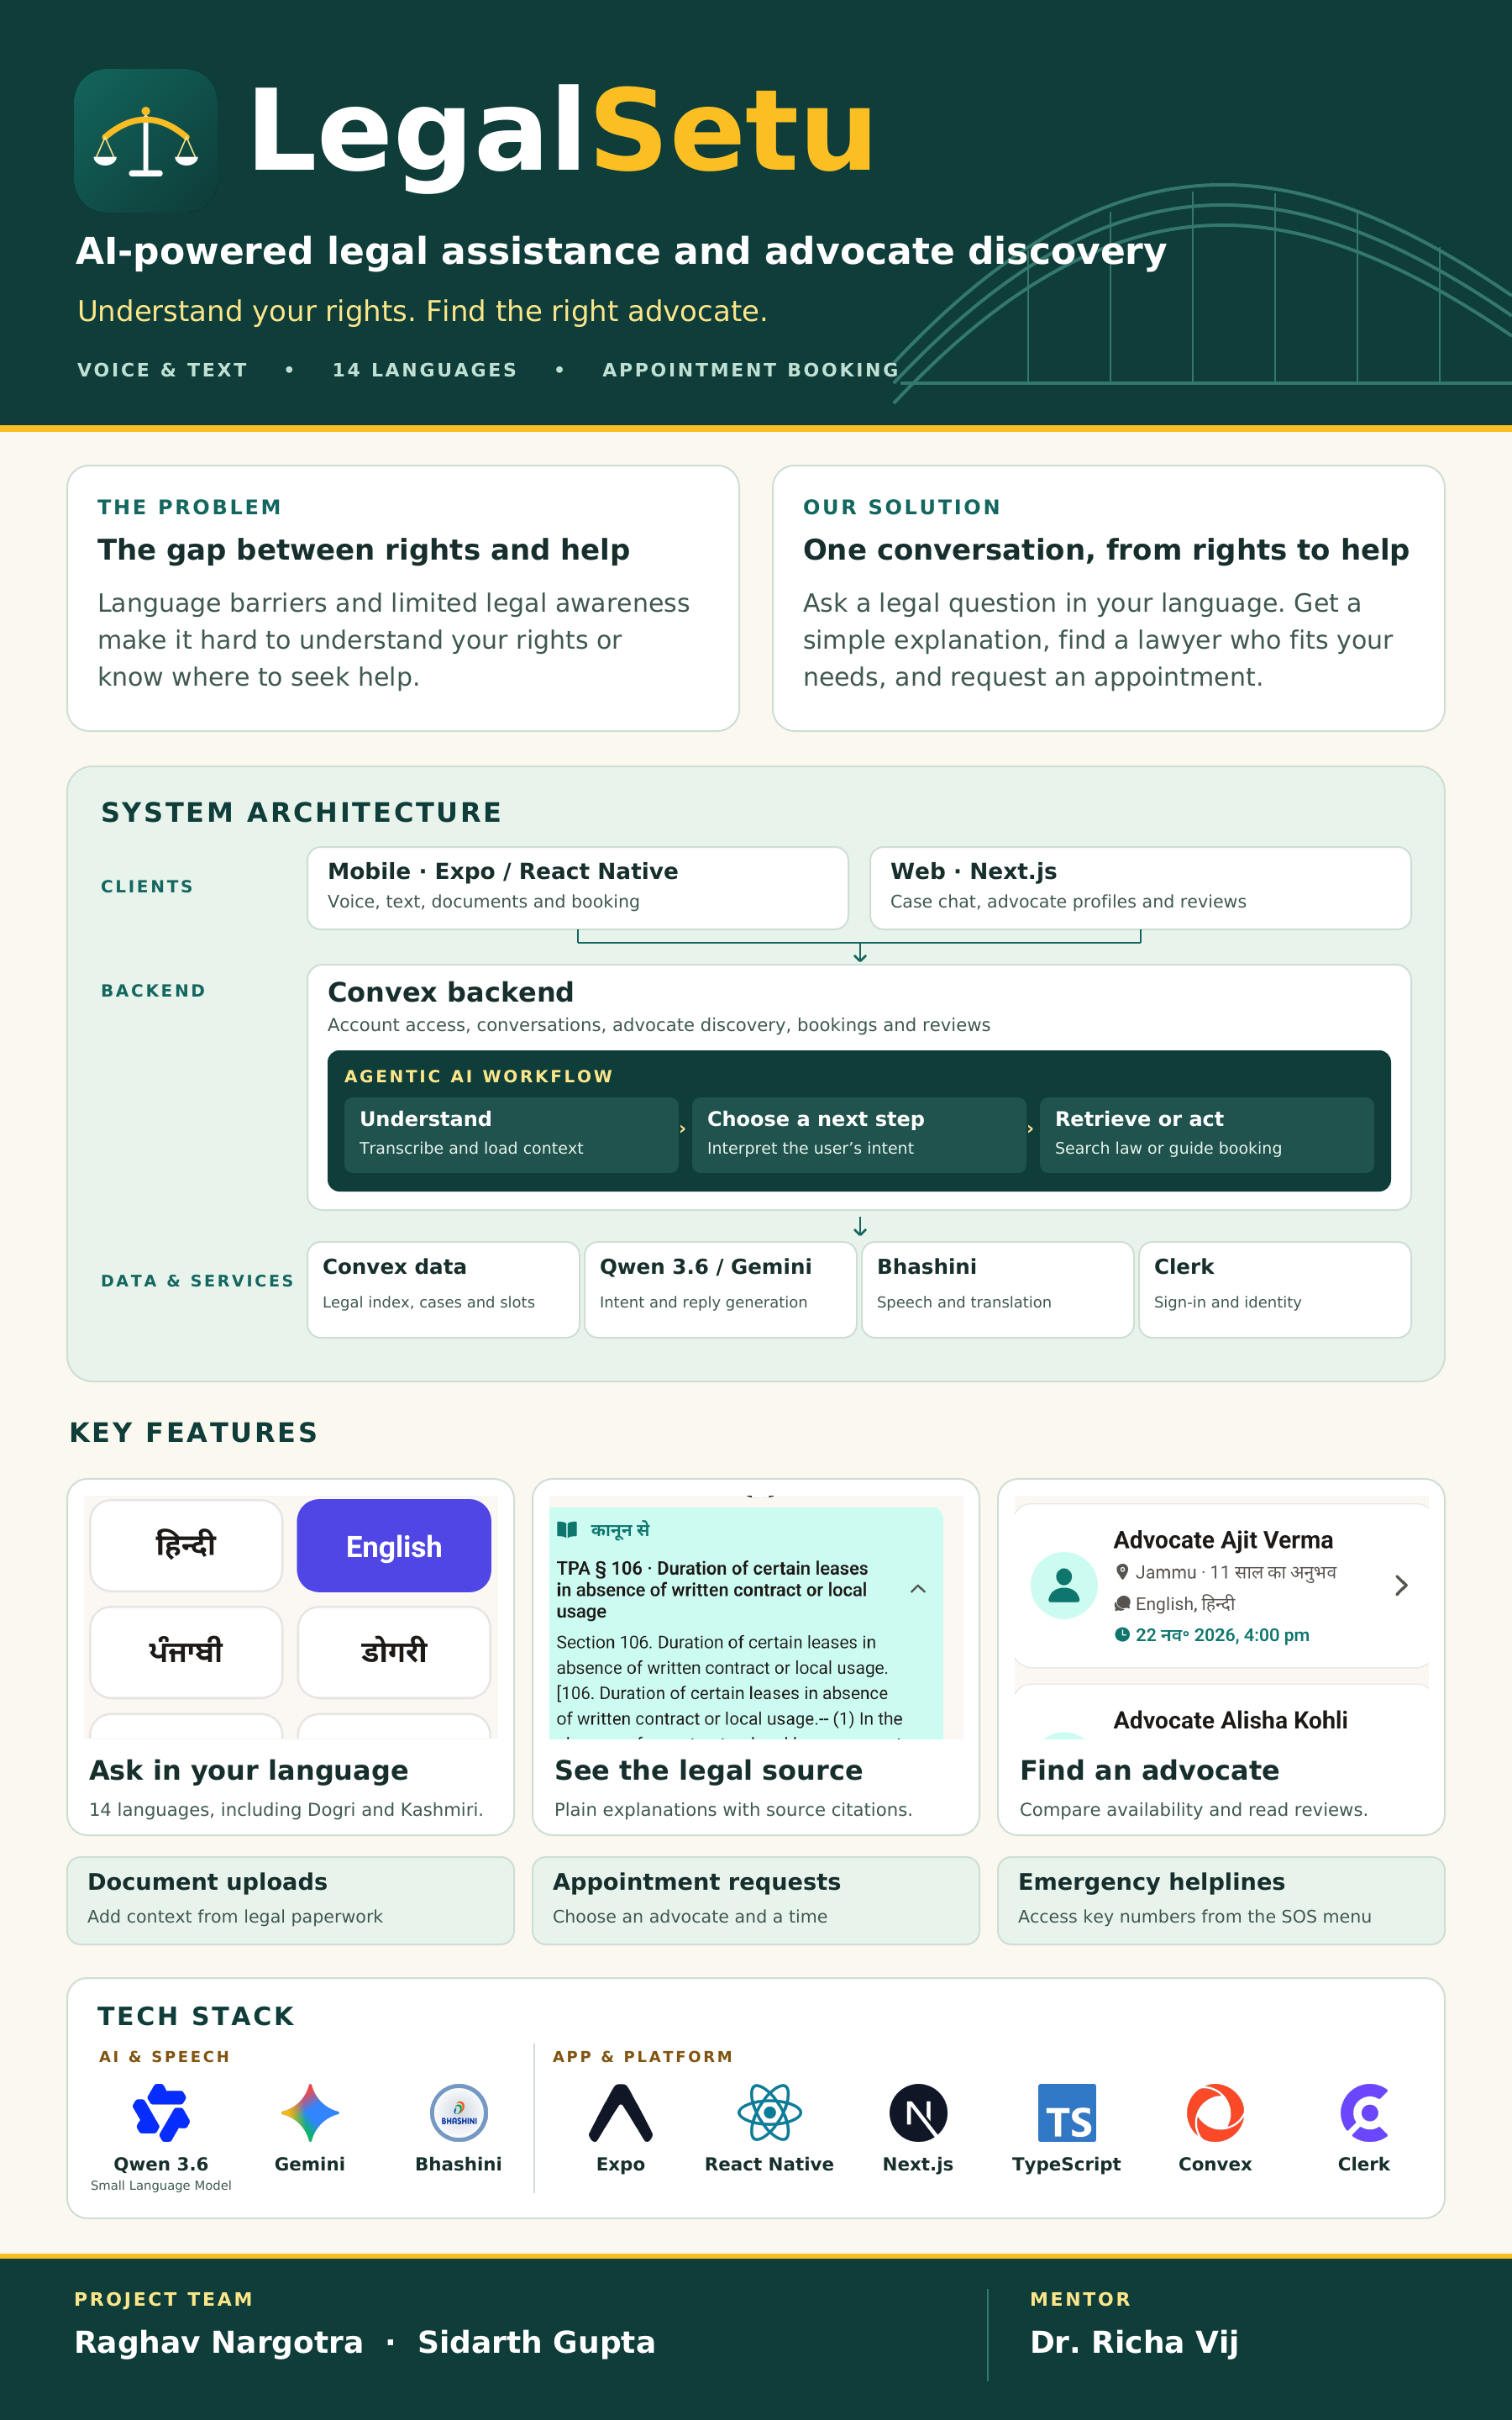 LegalSetu
AI-powered legal assistance and advocate discovery
Understand your rights. Find the right advocate.
VOICE & TEXT • 14 LANGUAGES • APPOINTMENT BOOKING
THE PROBLEM
The gap between rights and help
Language barriers and limited legal awareness
make it hard to understand your rights or
know where to seek help.
OUR SOLUTION
One conversation, from rights to help
Ask a legal question in your language. Get a
simple explanation, find a lawyer who fits your
needs, and request an appointment.
SYSTEM ARCHITECTURE
CLIENTS
Mobile · Expo / React Native
Voice, text, documents and booking
Web · Next.js
Case chat, advocate profiles and reviews
BACKEND
Convex backend
Account access, conversations, advocate discovery, bookings and reviews
AGENTIC AI WORKFLOW
Understand
Transcribe and load context
›
Choose a next step
Interpret the user’s intent
›
Retrieve or act
Search law or guide booking
DATA & SERVICES
Convex data
Legal index, cases and slots
Qwen 3.6 / Gemini
Intent and reply generation
Bhashini
Speech and translation
Clerk
Sign-in and identity
KEY FEATURES
हिन्दी
English
ਪੰਜਾਬੀ
डोगरी
Ask in your language
14 languages, including Dogri and Kashmiri.
कानून से
TPA § 106 · Duration of certain leases
in absence of written contract or local
usage
Section 106. Duration of certain leases in
absence of written contract or local usage.
[106. Duration of certain leases in absence
of written contract or local usage.-- (1) In the
See the legal source
Plain explanations with source citations.
Advocate Ajit Verma
Jammu · 11 साल का अनुभव
English, हिन्दी
22 नव॰ 2026, 4:00 pm
Advocate Alisha Kohli
Find an advocate
Compare availability and read reviews.
Document uploads
Add context from legal paperwork
Appointment requests
Choose an advocate and a time
Emergency helplines
Access key numbers from the SOS menu
TECH STACK
AI & SPEECH
Qwen 3.6
Small Language Model
Gemini
BHASHINI
Bhashini
APP & PLATFORM
Expo
React Native
N
Next.js
TS
TypeScript
Convex
Clerk
PROJECT TEAM
Raghav Nargotra · Sidarth Gupta
MENTOR
Dr. Richa Vij